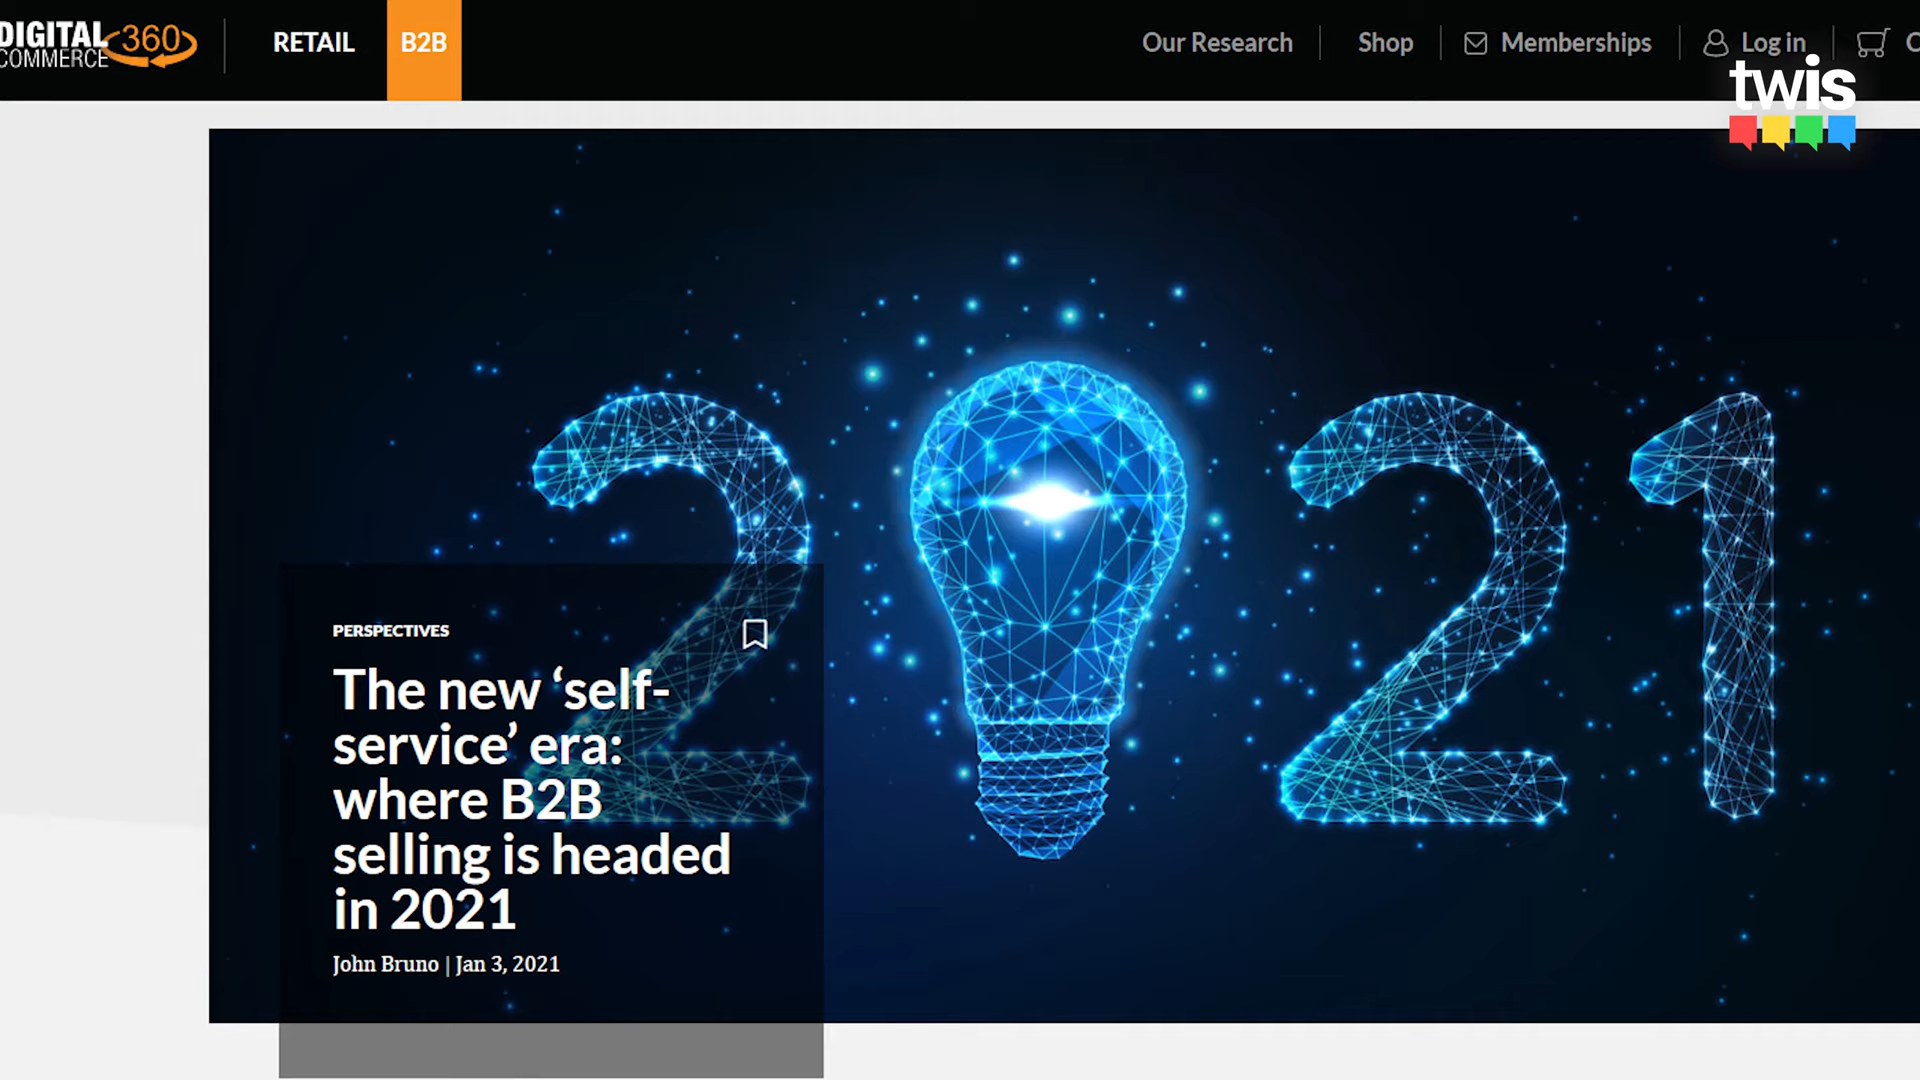 DIGITAL
COMMERCE
360
RETAIL
B2B
Our Research
Shop
Memberships
Log in
twis
2 21
PERSPECTIVES
The new ‘self-
service’ era:
where B2B
selling is headed
in 2021
John Bruno | Jan 3, 2021